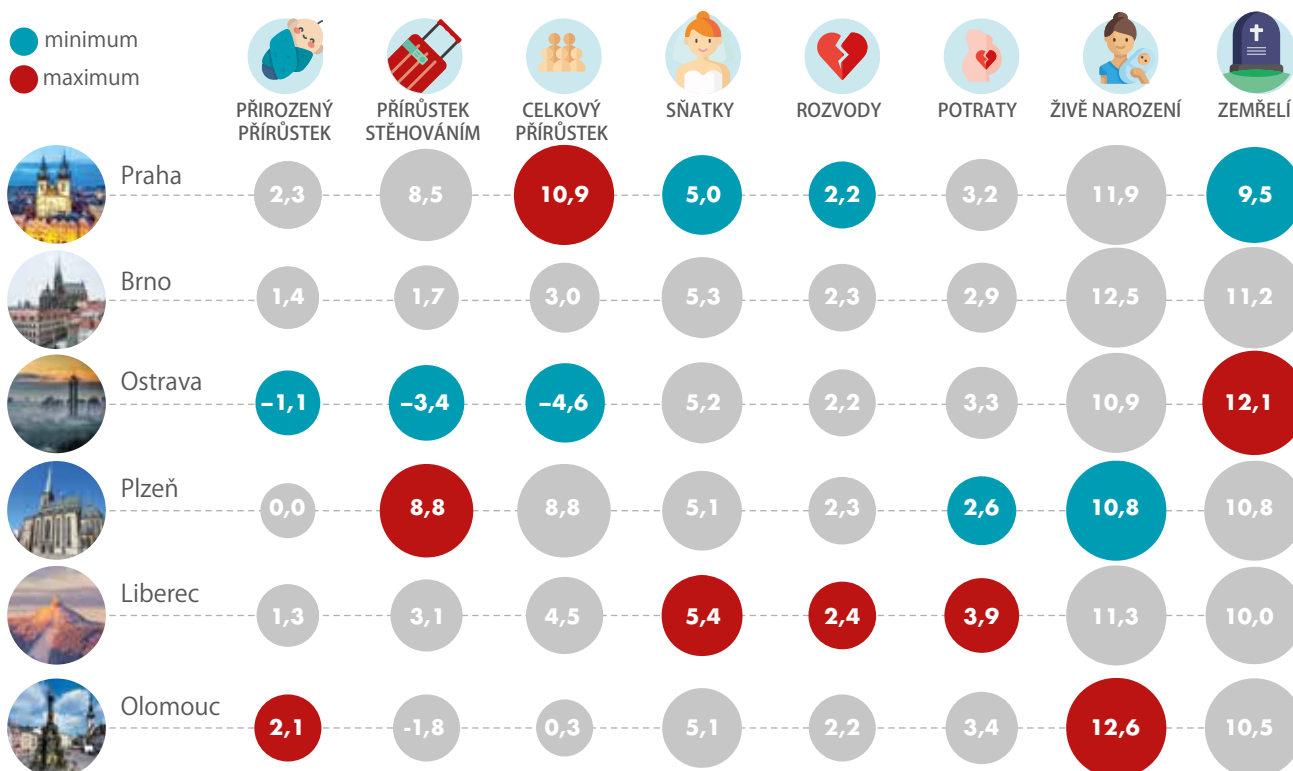 minimum
maximum
PŘIROZENÝ
PŘÍRŮSTEK
PŘÍRŮSTEK
STĚHOVÁNÍM
CELKOVÝ
PŘÍRŮSTEK
SŇATKY
ROZVODY
POTRATY
ŽIVĚ NAROZENÍ
ZEMŘELÍ
Praha
2,3 8,5 10,9 5,0 2,2 3,2 11,9 9,5
Brno
1,4 1,7 3,0 5,3 2,3 2,9 12,5 11,2
Ostrava
–1,1 –3,4 –4,6 5,2 2,2 3,3 10,9 12,1
Plzeň
0,0 8,8 8,8 5,1 2,3 2,6 10,8 10,8
Liberec
1,3 3,1 4,5 5,4 2,4 3,9 11,3 10,0
Olomouc
2,1 -1,8 0,3 5,1 2,2 3,4 12,6 10,5